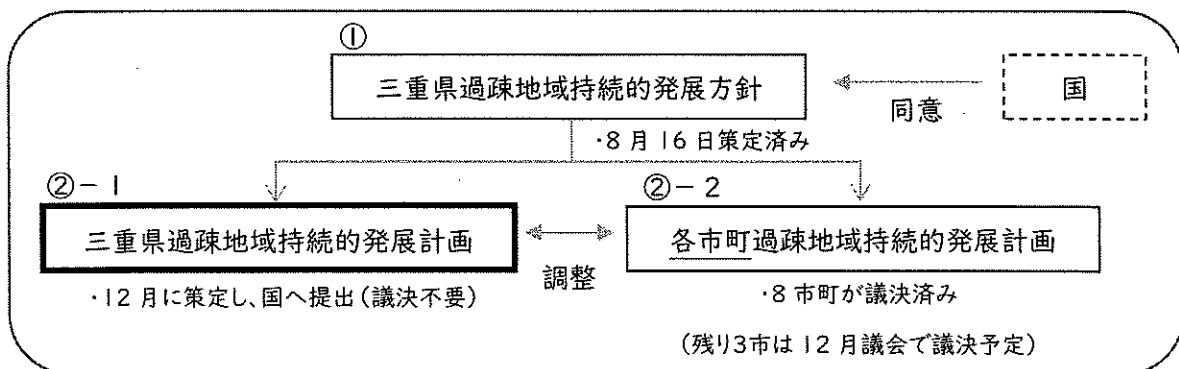 ①
三重県過疎地域持続的発展方針
国
同意
・8月16日策定済み
②-1
②-2
三重県過疎地域持続的発展計画
各市町過疎地域持続的発展計画
調整
・12月に策定し、国へ提出(議決不要)
・8市町が議決済み
(残り3市は12月議会で議決予定)